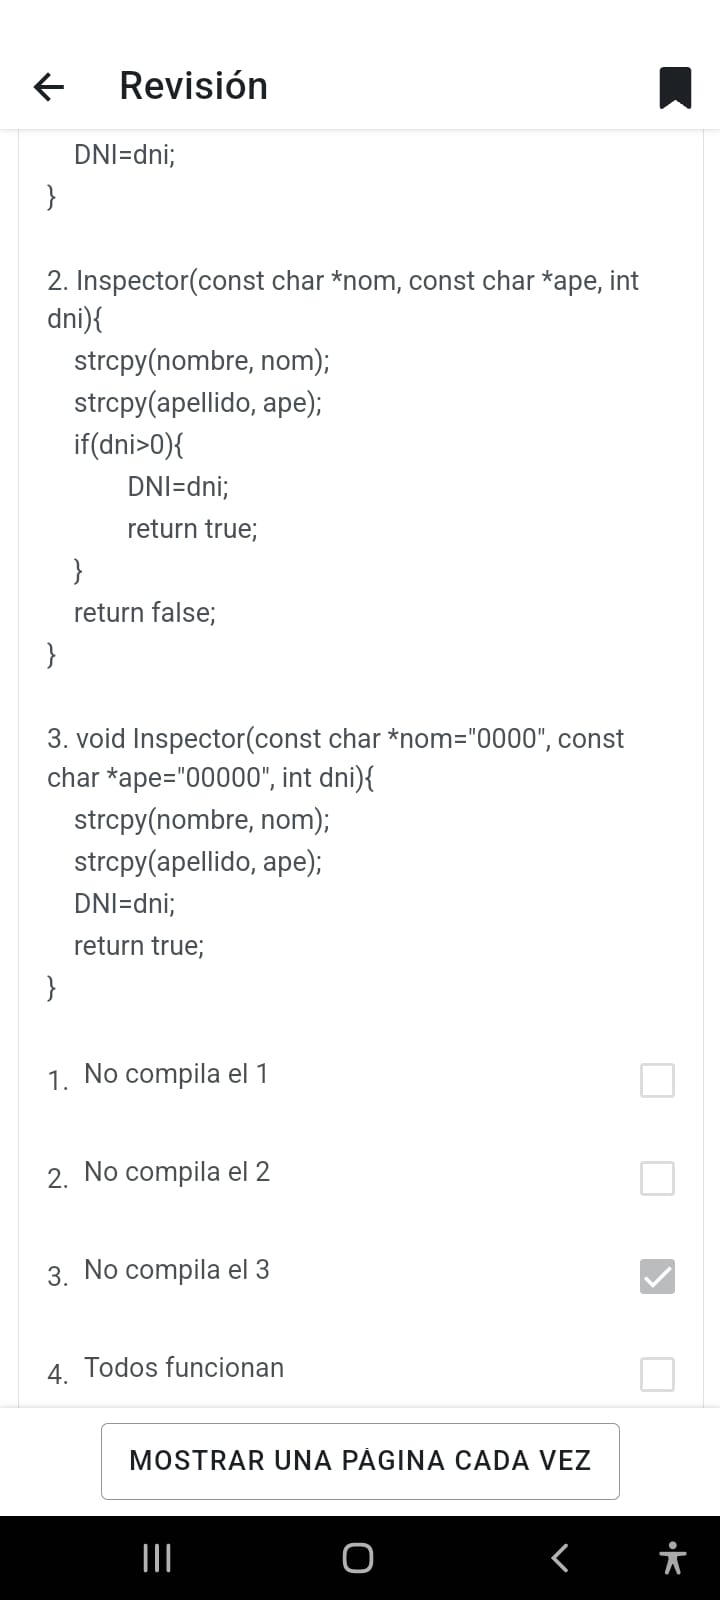 Revisión
DNI=dni;
}
2. Inspector(const char *nom, const char *ape, int
dni){
strcpy(nombre, nom);
strcpy(apellido, ape);
if(dni>0){
DNI=dni;
return true;
}
return false;
}
3. void Inspector(const char *nom="0000", const
char *ape="00000", int dni){
strcpy(nombre, nom);
strcpy(apellido, ape);
DNI=dni;
return true;
}
1. No compila el 1
2. No compila el 2
3. No compila el 3
4. Todos funcionan
MOSTRAR UNA PÁGINA CADA VEZ